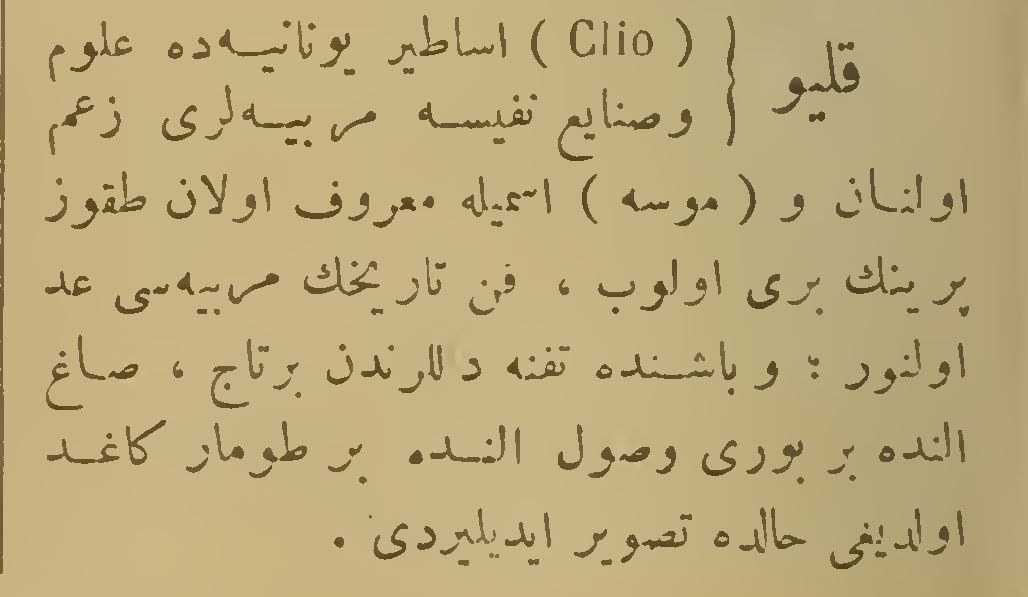 قليو { ( Clio ) اساطير يونانيه‌ده علوم
وصنايع نفيسه مربيه‌لرى زعم
اولنان و ( موسه ) اسميله معروف اولان طقوز
پرينك برى اولوب ، فن تاريخك مربيه‌سى عد
اولنور ؛ و باشنده تفنه دللرندن برتاج ، صاغ
النده بر بورى وصول النده بر طومار كاغد
اولديغى حالده تصوير ايديليردى .